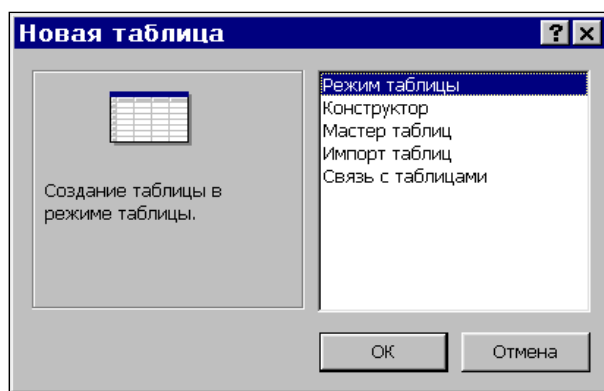 Новая таблица
Создание таблицы в
режиме таблицы.
Режим таблицы
Конструктор
Мастер таблиц
Импорт таблиц
Связь с таблицами
ОК
Отмена